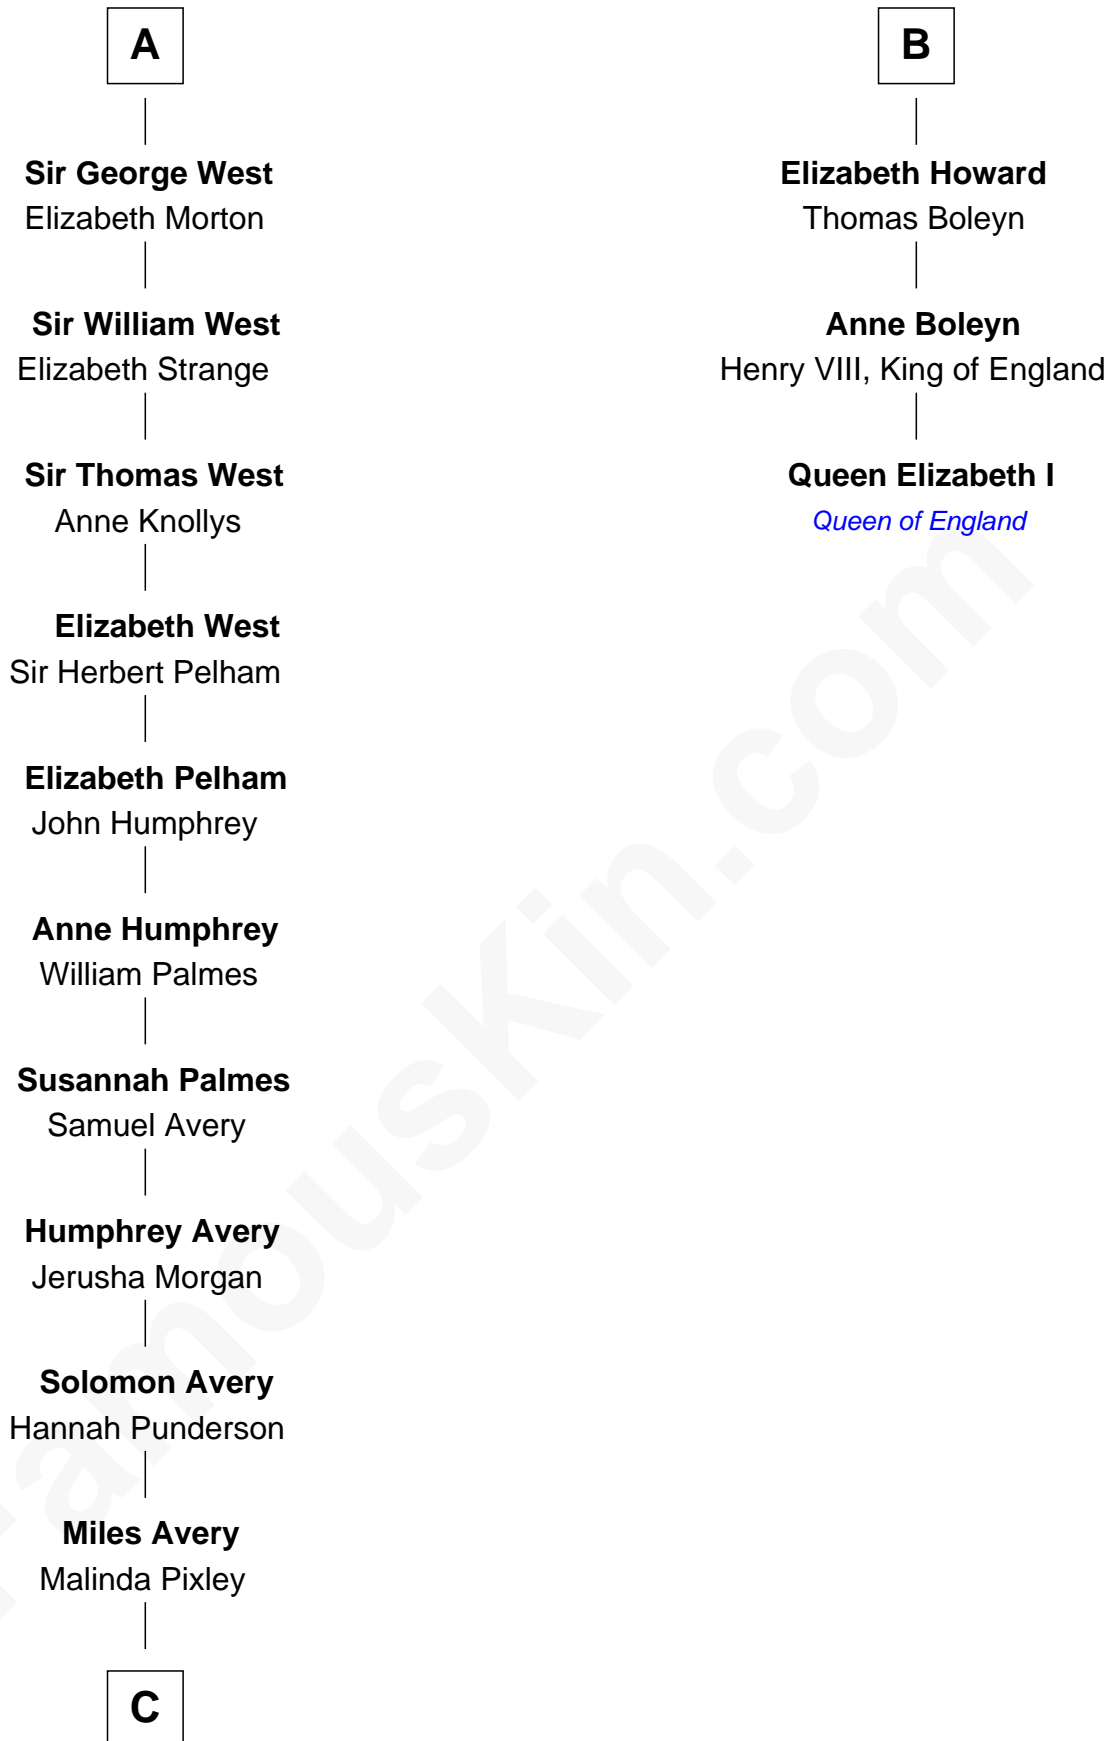 A
Sir George West
Elizabeth Morton
Sir William West
Elizabeth Strange
Sir Thomas West
Anne Knollys
Elizabeth West
Sir Herbert Pelham
Elizabeth Pelham
John Humphrey
Anne Humphrey
William Palmes
Susannah Palmes
Samuel Avery
Humphrey Avery
Jerusha Morgan
Solomon Avery
Hannah Punderson
Miles Avery
Malinda Pixley
C
B
Elizabeth Howard
Thomas Boleyn
Anne Boleyn
Henry VIII, King of England
Queen Elizabeth I
Queen of England
FamousKin.com